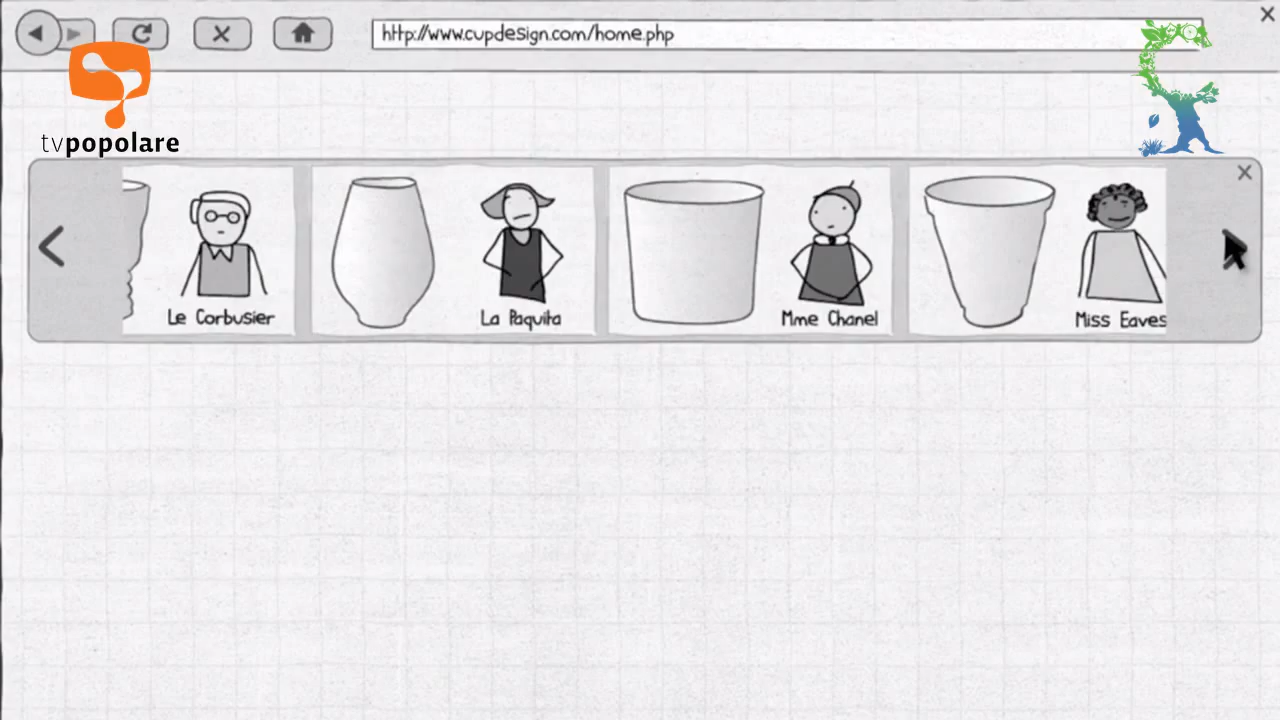 http://www.cupdesign.com/home.php
tvpopolare
Le Corbusier
La Paquita
Mme Chanel
Miss Eaves